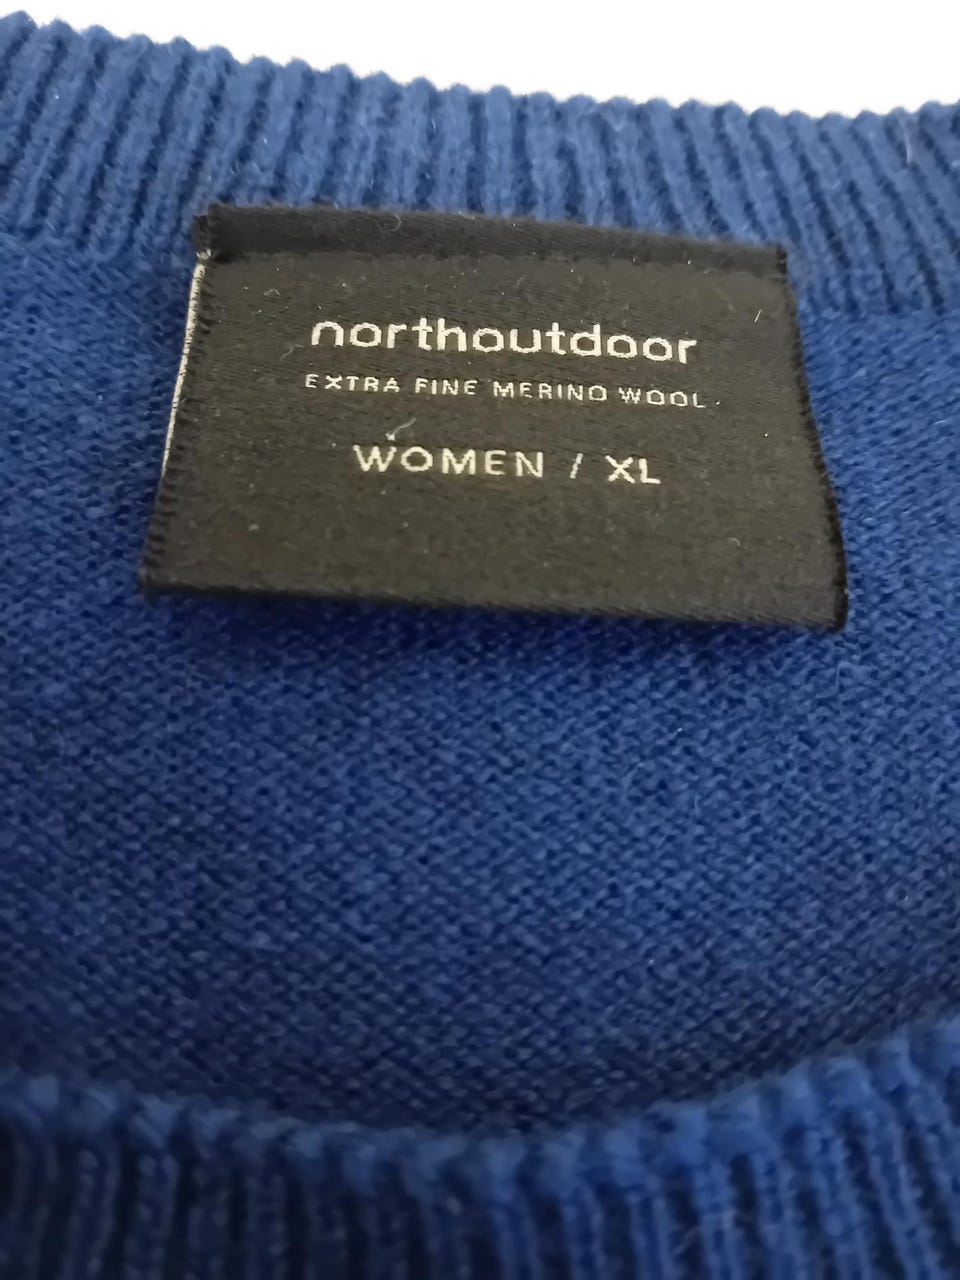 northoutdoor
EXTRA FINE MERINO WOOL
WOMEN / XL